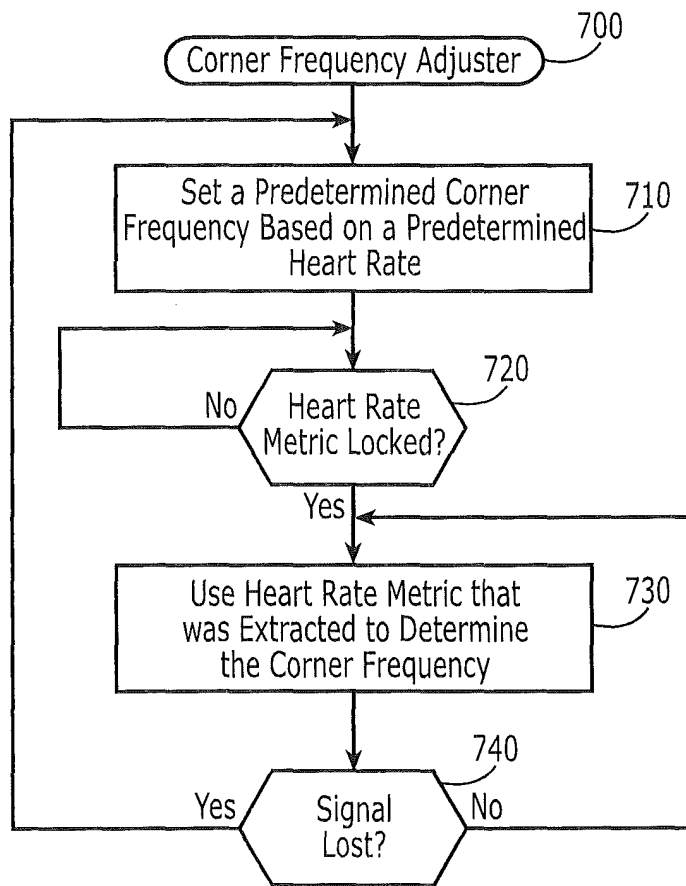 700
Corner Frequency Adjuster
Set a Predetermined Corner
Frequency Based on a Predetermined
Heart Rate
710
720
No
Heart Rate
Metric Locked?
Yes
Use Heart Rate Metric that
was Extracted to Determine
the Corner Frequency
730
740
Yes
Signal
Lost?
No